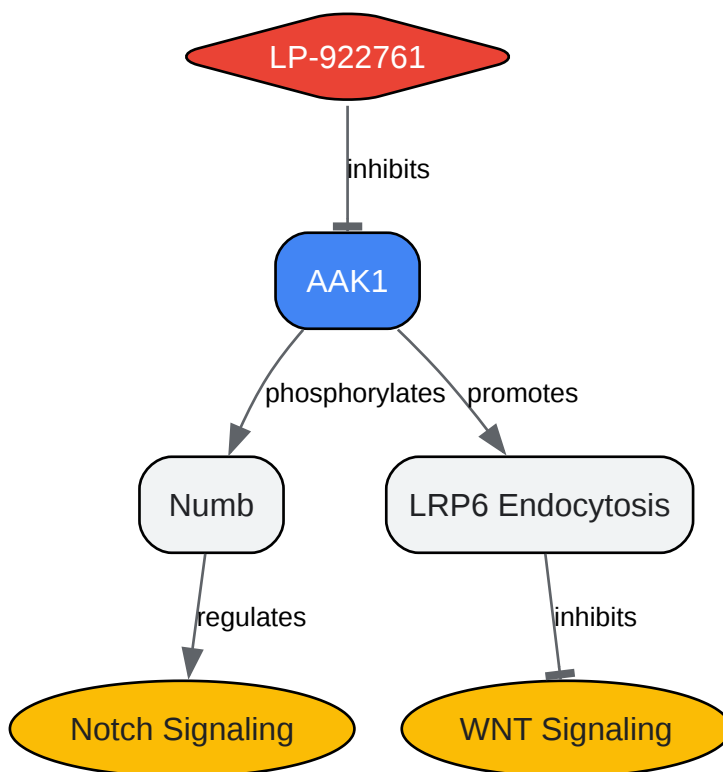 LP-922761
inhibits
AAK1
phosphorylates
promotes
Numb
LRP6 Endocytosis
regulates
inhibits
Notch Signaling
WNT Signaling